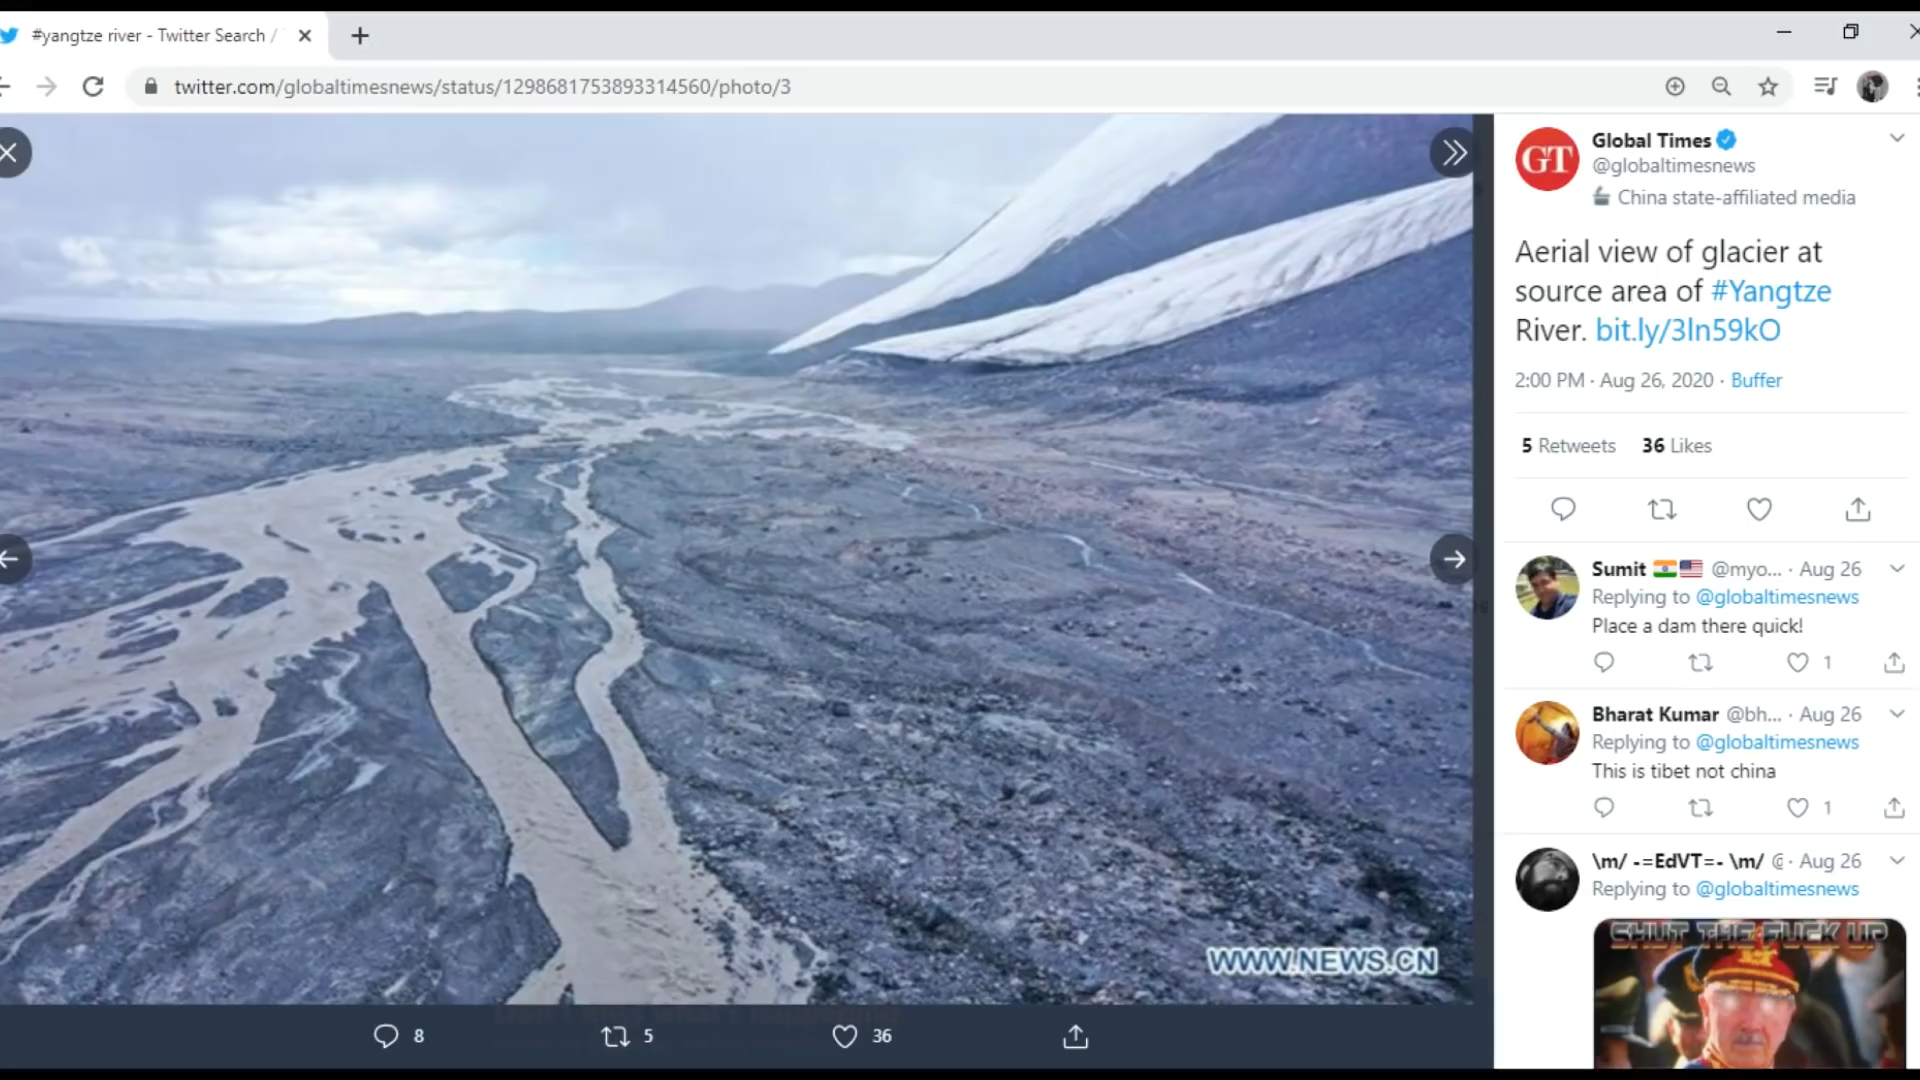 #yangtze river - Twitter Search /
twitter.com/globaltimesnews/status/1298681753893314560/photo/3
GT
Global Times
@globaltimesnews
China state-affiliated media
Aerial view of glacier at
source area of #Yangtze
River. bit.ly/3ln59kO
2:00 PM · Aug 26, 2020 · Buffer
5 Retweets 36 Likes
Sumit @myo... · Aug 26
Replying to @globaltimesnews
Place a dam there quick!
1
Bharat Kumar @bh... · Aug 26
Replying to @globaltimesnews
This is tibet not china
1
\m/ -=EdVT=- \m/ @ · Aug 26
Replying to @globaltimesnews
SHUT THE FUCK UP
WWW.NEWS.CN
8 5 36